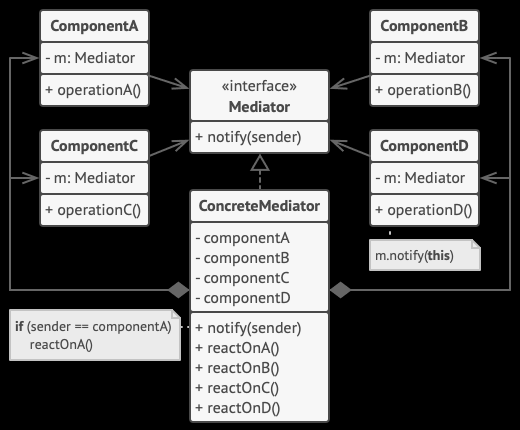 ComponentA
- m: Mediator
+ operationA()
ComponentB
- m: Mediator
+ operationB()
«interface»
Mediator
+ notify(sender)
ComponentC
- m: Mediator
+ operationC()
ComponentD
- m: Mediator
+ operationD()
m.notify(this)
ConcreteMediator
- componentA
- componentB
- componentC
- componentD
+ notify(sender)
+ reactOnA()
+ reactOnB()
+ reactOnC()
+ reactOnD()
if (sender == componentA)
reactOnA()